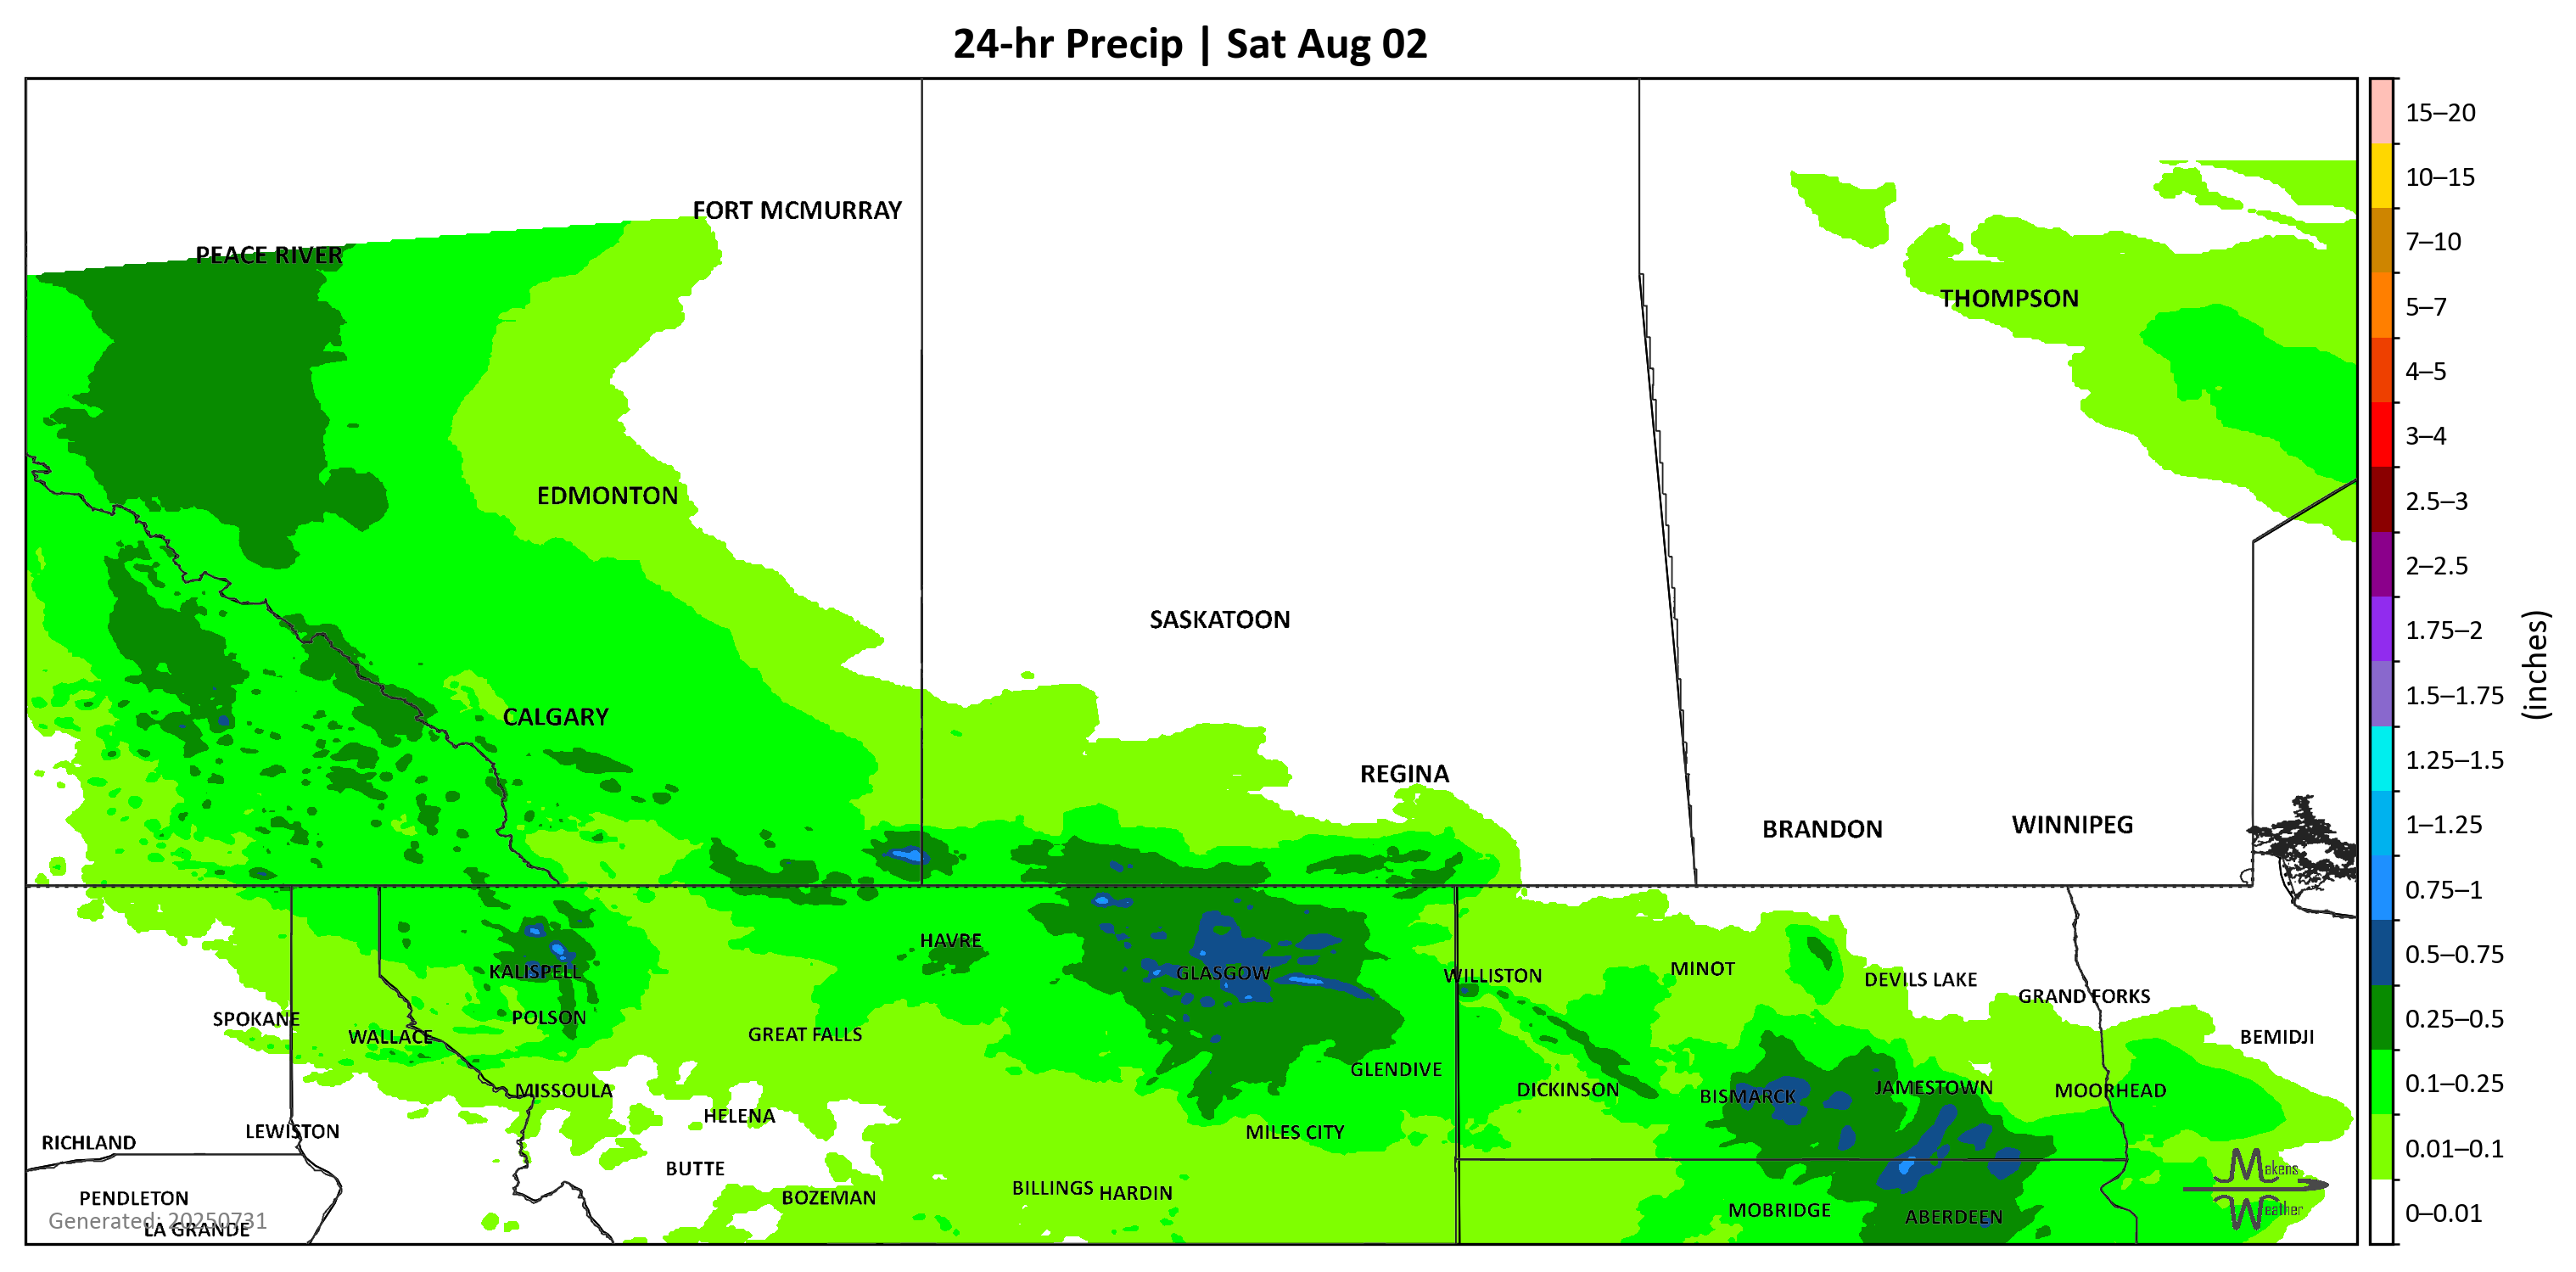 24-hr Precip | Sat Aug 02
FORT MCMURRAY
PEACE RIVER
THOMPSON
EDMONTON
SASKATOON
CALGARY
REGINA
BRANDON
WINNIPEG
HAVRE
KALISPELL
GLASGOW
WILLISTON
MINOT
DEVILS LAKE
GRAND FORKS
SPOKANE
POLSON
WALLACE
GREAT FALLS
BEMIDJI
GLENDIVE
MISSOULA
DICKINSON
BISMARCK
JAMESTOWN
MOORHEAD
HELENA
LEWISTON
MILES CITY
RICHLAND
BUTTE
PENDLETON
BOZEMAN
BILLINGS
HARDIN
MOBRIDGE
ABERDEEN
Generated: 20250731
LA GRANDE
Makens
Weather
15–20
10–15
7–10
5–7
4–5
3–4
2.5–3
2–2.5
1.75–2
1.5–1.75
1.25–1.5
1–1.25
0.75–1
0.5–0.75
0.25–0.5
0.1–0.25
0.01–0.1
0–0.01
(inches)